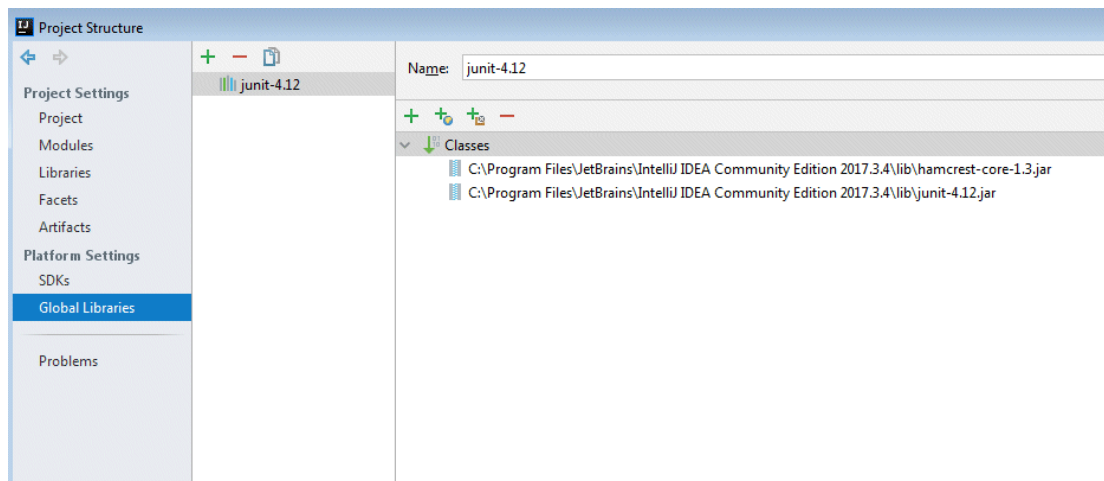 Project Structure
Project Settings
Project
Modules
Libraries
Facets
Artifacts
Platform Settings
SDKs
Global Libraries
Problems
junit-4.12
Name: junit-4.12
Classes
C:\Program Files\JetBrains\IntelliJ IDEA Community Edition 2017.3.4\lib\hamcrest-core-1.3.jar
C:\Program Files\JetBrains\IntelliJ IDEA Community Edition 2017.3.4\lib\junit-4.12.jar